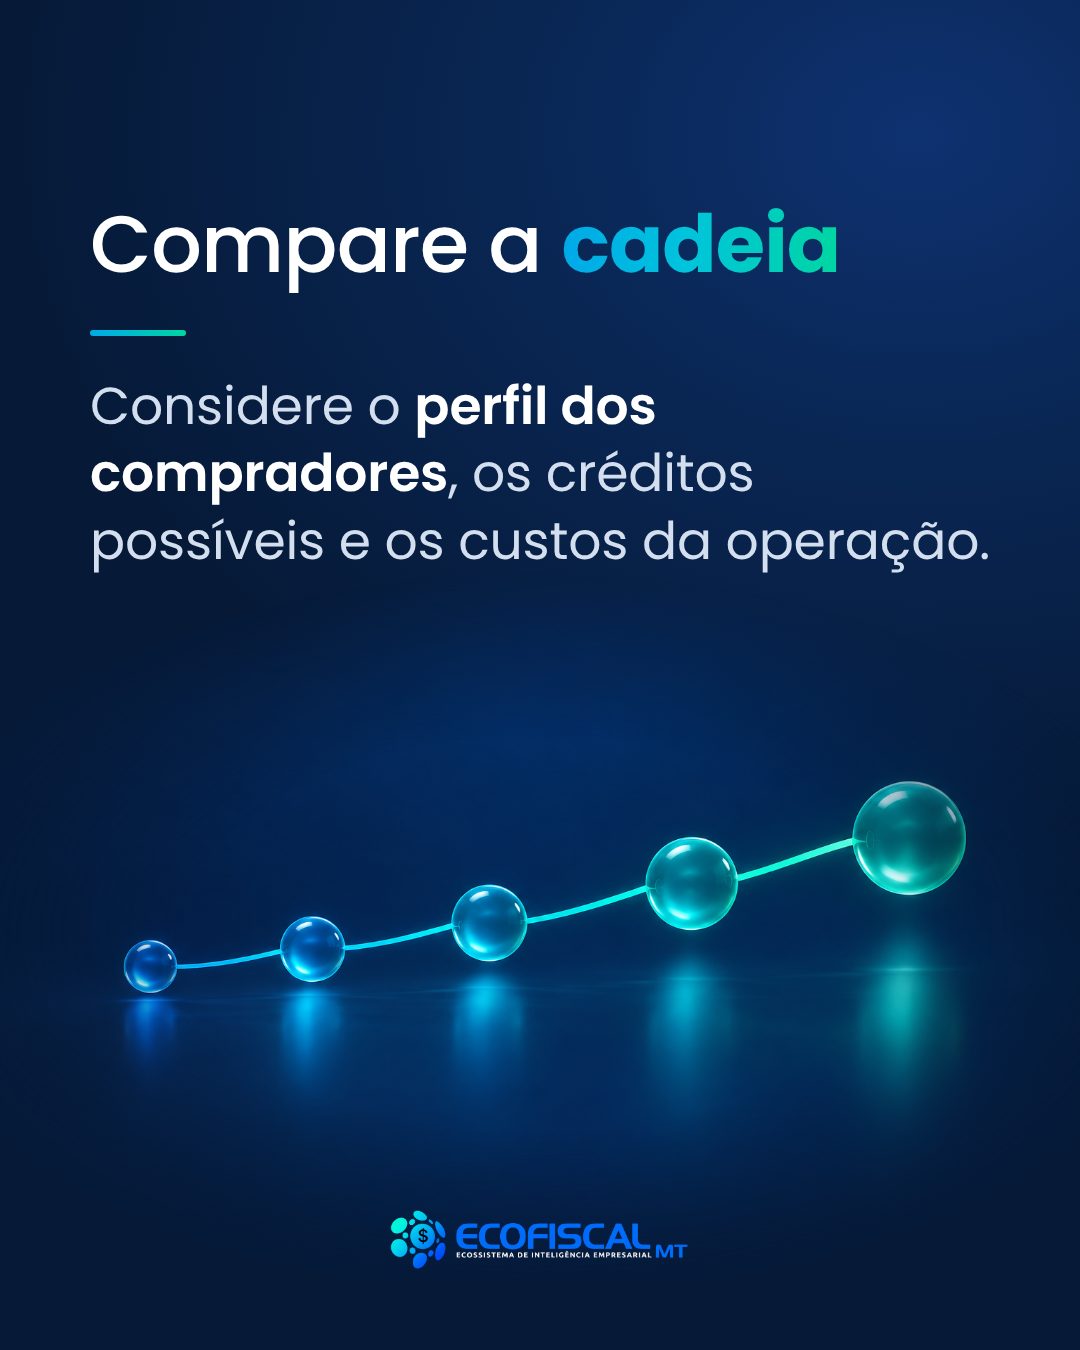 Compare a cadeia
Considere o perfil dos
compradores, os créditos
possíveis e os custos da operação.
$
ECOFISCAL MT
ECOSSISTEMA DE INTELIGÊNCIA EMPRESARIAL